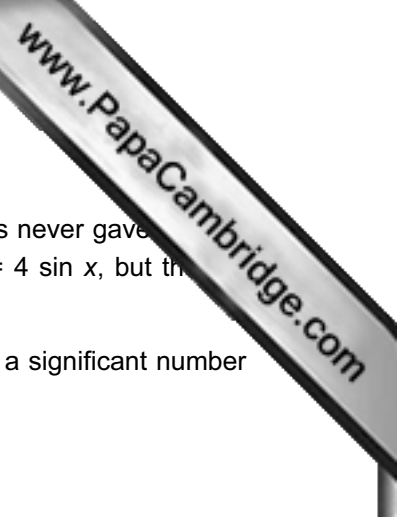 www.PapaCambridge.com
s never gave
= 4 sin x, but th
a significant number